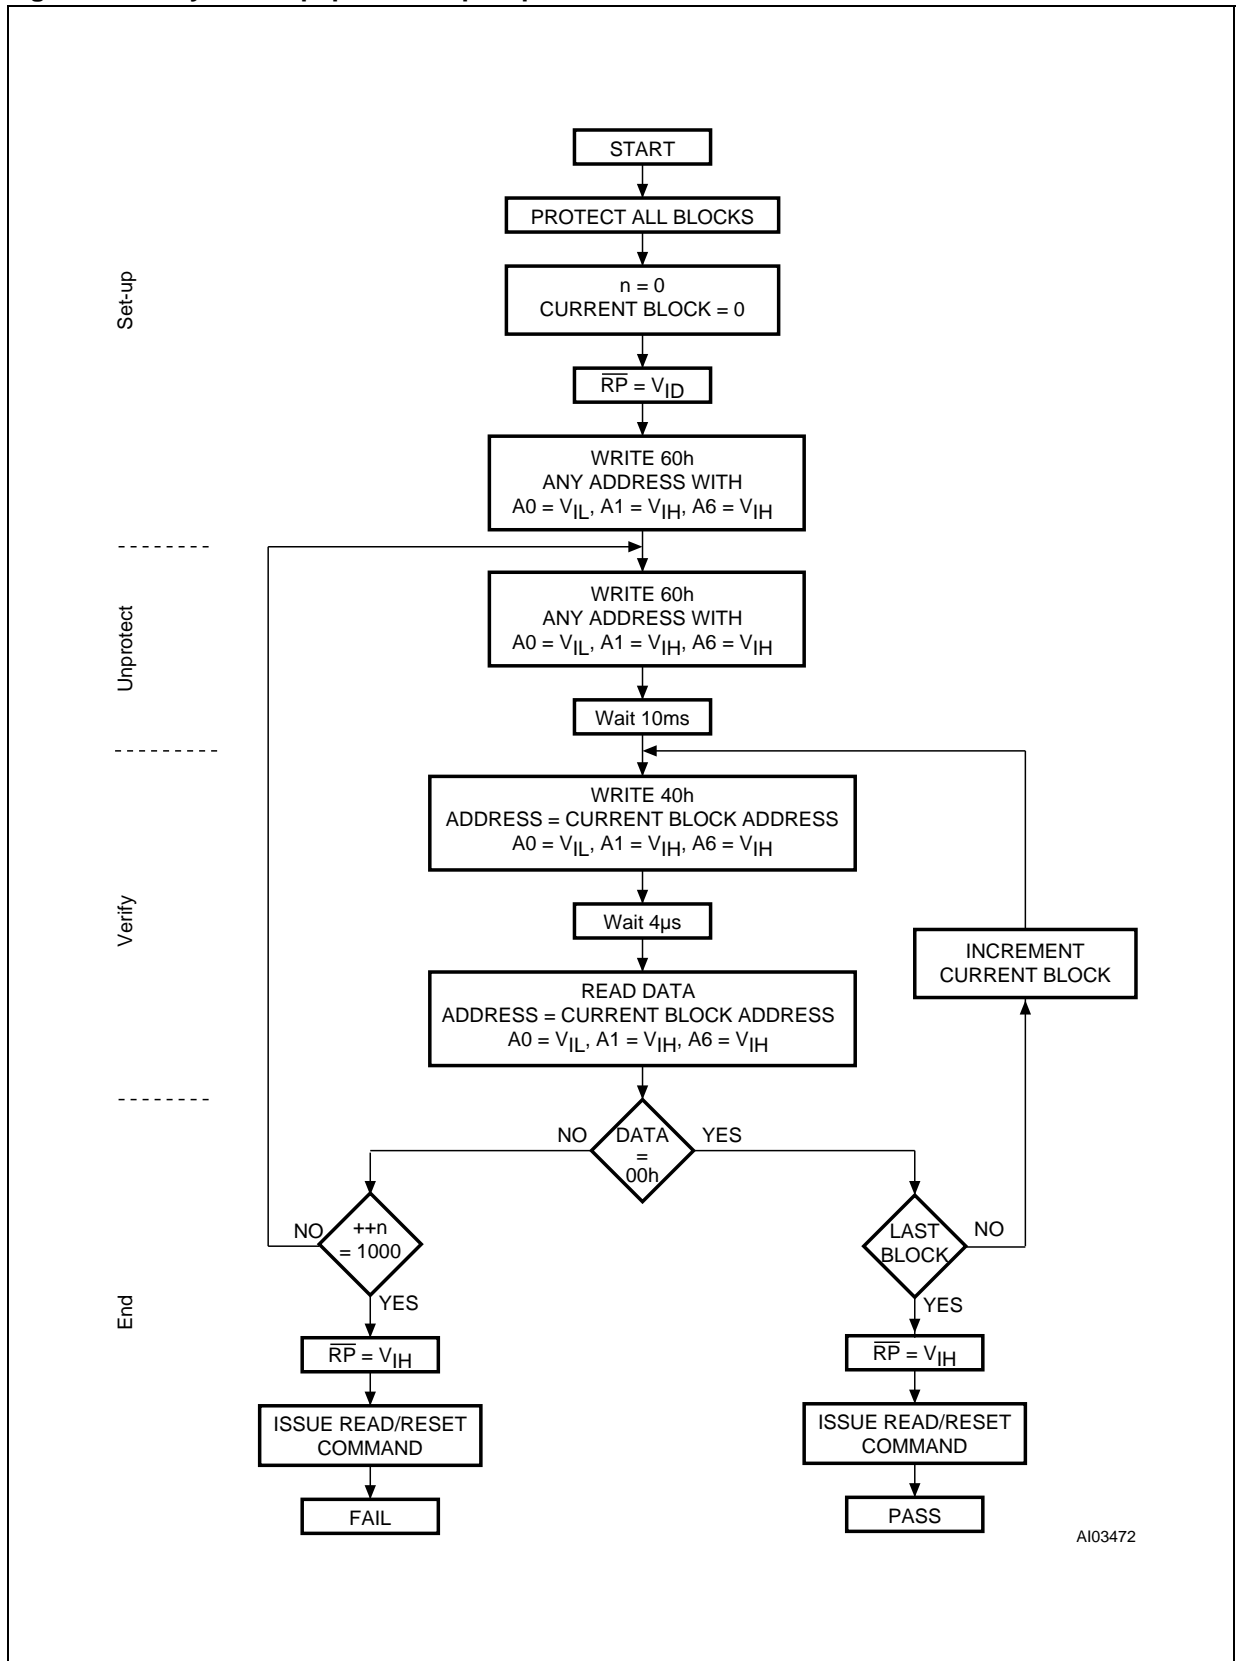 START
PROTECT ALL BLOCKS
Set-up
n = 0
CURRENT BLOCK = 0
RP = VID
WRITE 60h
ANY ADDRESS WITH
A0 = VIL, A1 = VIH, A6 = VIH
Unprotect
WRITE 60h
ANY ADDRESS WITH
A0 = VIL, A1 = VIH, A6 = VIH
Wait 10ms
Verify
WRITE 40h
ADDRESS = CURRENT BLOCK ADDRESS
A0 = VIL, A1 = VIH, A6 = VIH
Wait 4µs
INCREMENT
CURRENT BLOCK
READ DATA
ADDRESS = CURRENT BLOCK ADDRESS
A0 = VIL, A1 = VIH, A6 = VIH
End
NO
DATA
=
00h
YES
NO
++n
= 1000
YES
LAST
BLOCK
NO
YES
RP = VIH
RP = VIH
ISSUE READ/RESET
COMMAND
ISSUE READ/RESET
COMMAND
FAIL
PASS
AI03472